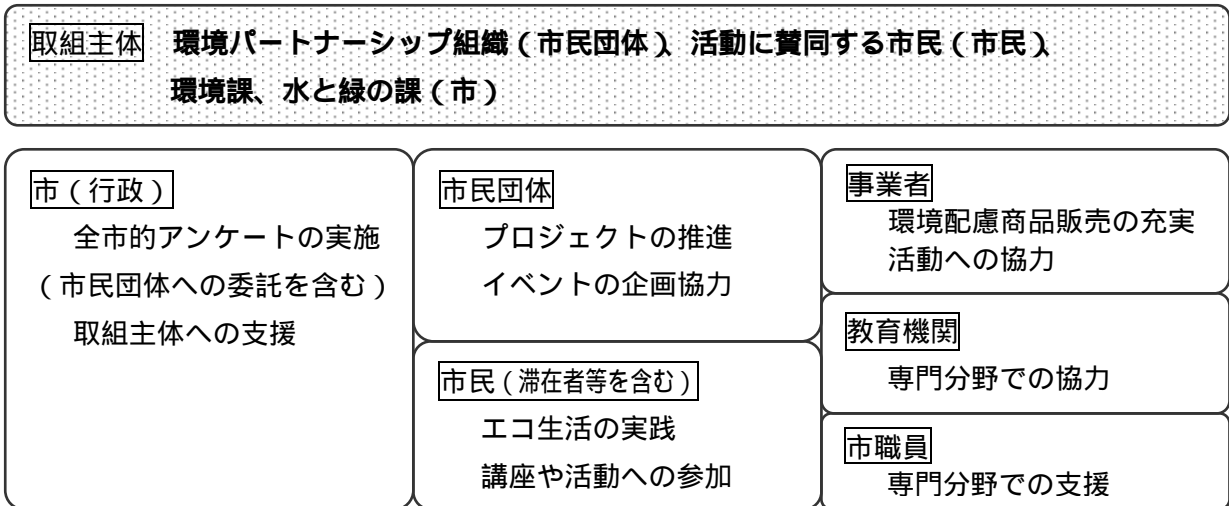 取組主体 環境パートナーシップ組織(市民団体)、活動に賛同する市民(市民)、
環境課、水と緑の課(市)
市(行政)
全市的アンケートの実施
(市民団体への委託を含む)
取組主体への支援
市民団体
プロジェクトの推進
イベントの企画協力
市民(滞在者等を含む)
エコ生活の実践
講座や活動への参加
事業者
環境配慮商品販売の充実
活動への協力
教育機関
専門分野での協力
市職員
専門分野での支援